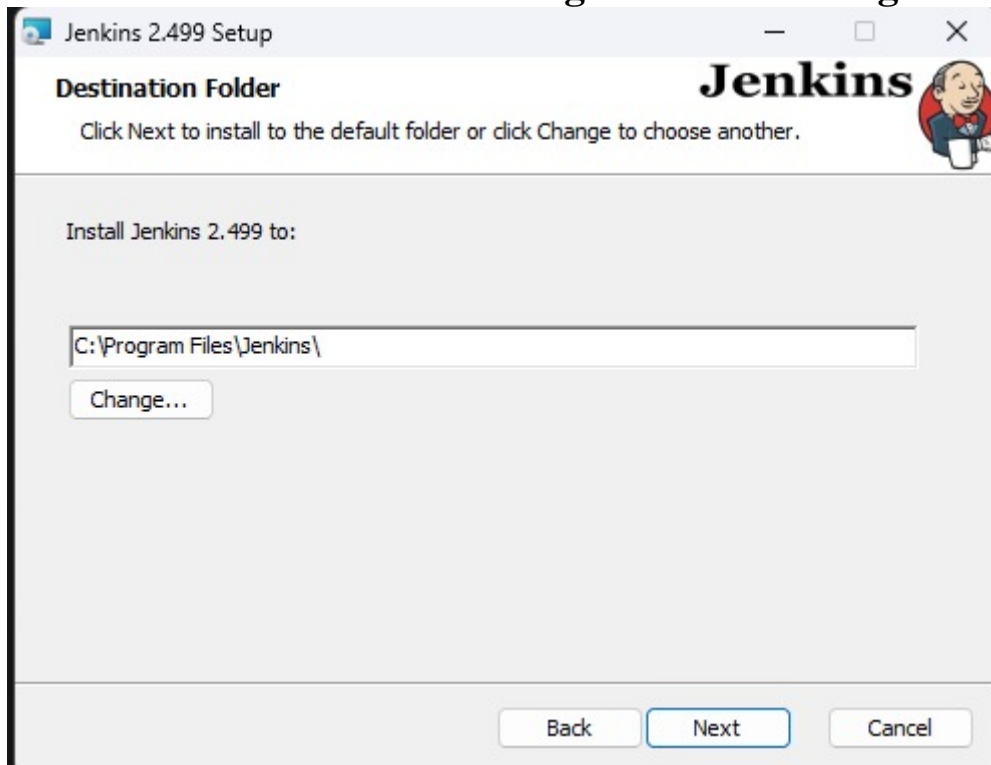 Jenkins 2.499 Setup
Destination Folder
Jenkins
Click Next to install to the default folder or click Change to choose another.
Install Jenkins 2.499 to:
C:\Program Files\Jenkins\
Change...
Back
Next
Cancel